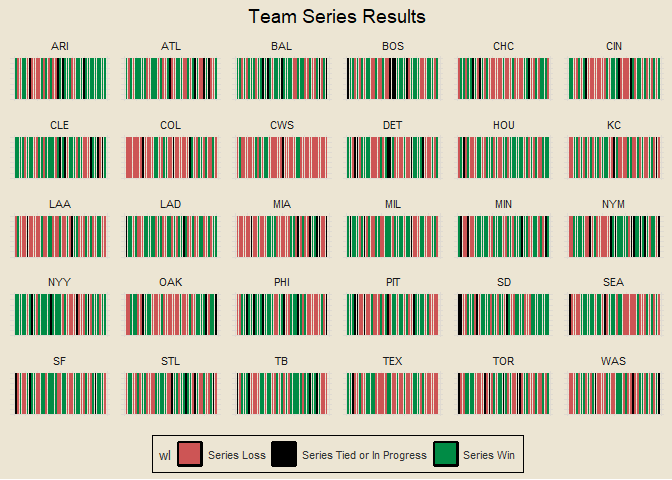 Team Series Results
ARI ATL BAL BOS CHC CIN
CLE COL CWS DET HOU KC
LAA LAD MIA MIL MIN NYM
NYY OAK PHI PIT SD SEA
SF STL TB TEX TOR WAS
wl Series Loss Series Tied or In Progress Series Win